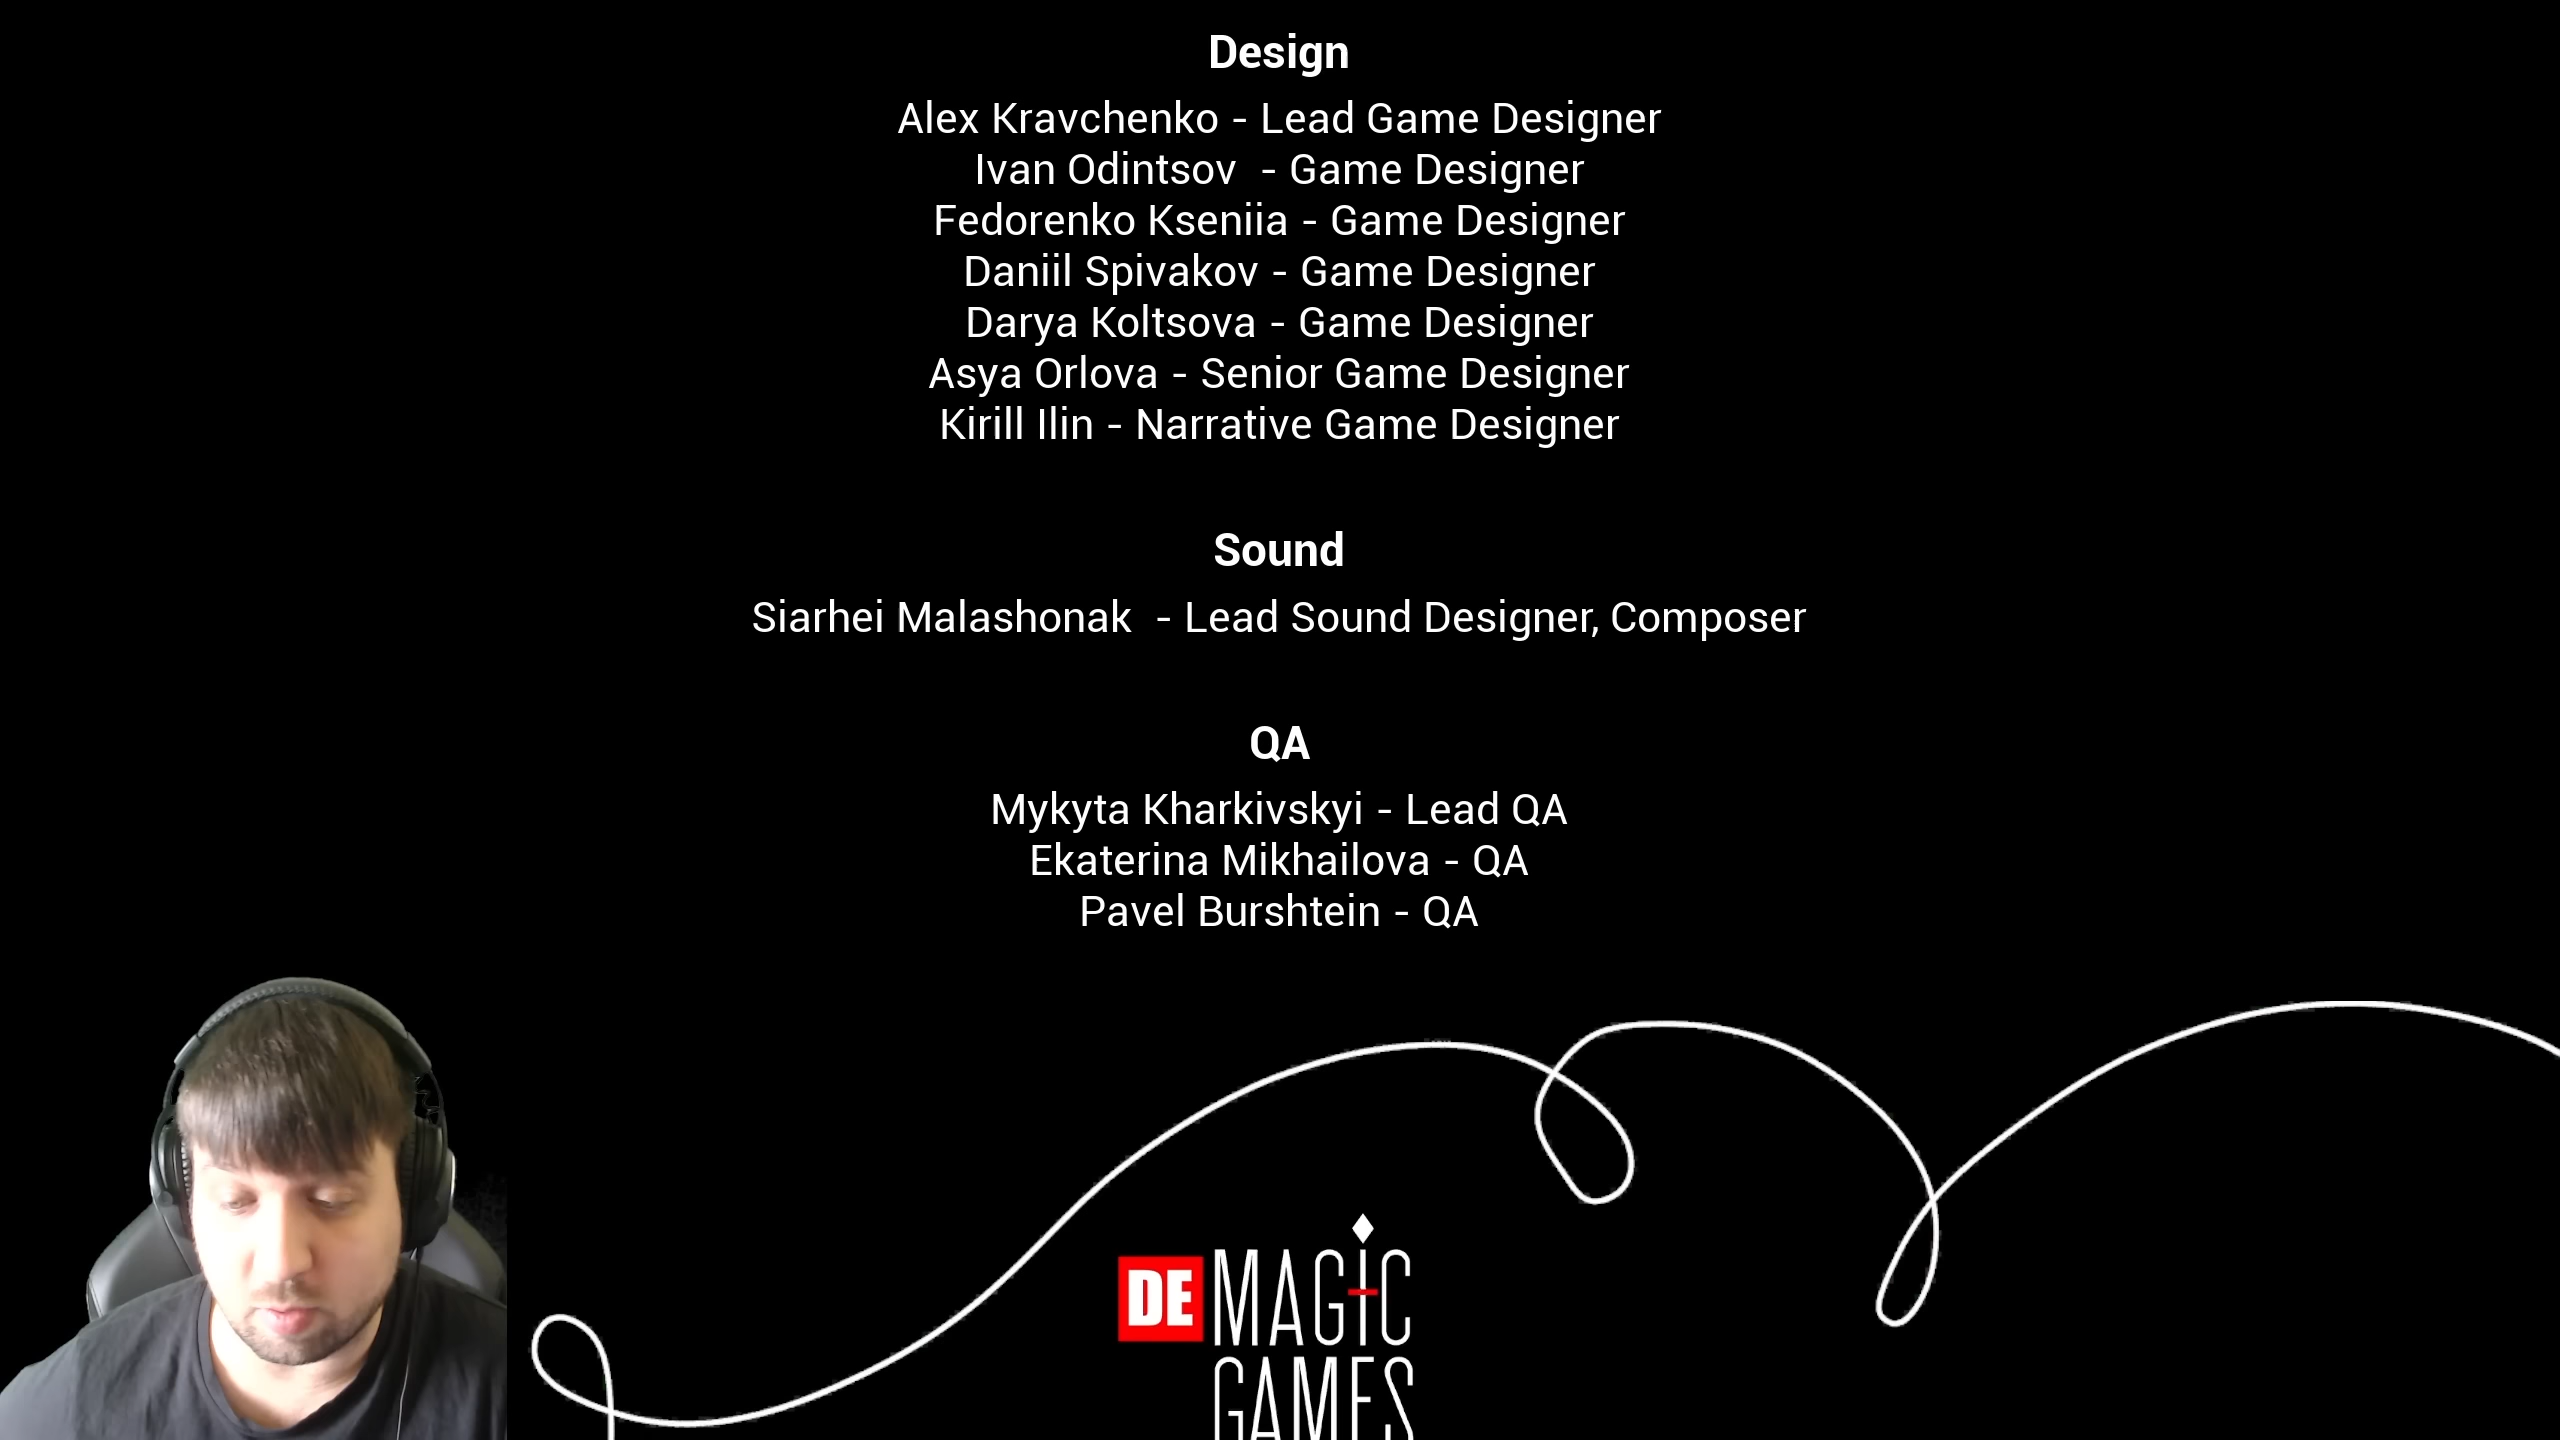 Design
Alex Kravchenko - Lead Game Designer
Ivan Odintsov  - Game Designer
Fedorenko Kseniia - Game Designer
Daniil Spivakov - Game Designer
Darya Koltsova - Game Designer
Asya Orlova - Senior Game Designer
Kirill Ilin - Narrative Game Designer
Sound
Siarhei Malashonak  - Lead Sound Designer, Composer
QA
Mykyta Kharkivskyi - Lead QA
Ekaterina Mikhailova - QA
Pavel Burshtein - QA
DE MAGIC
GAMES